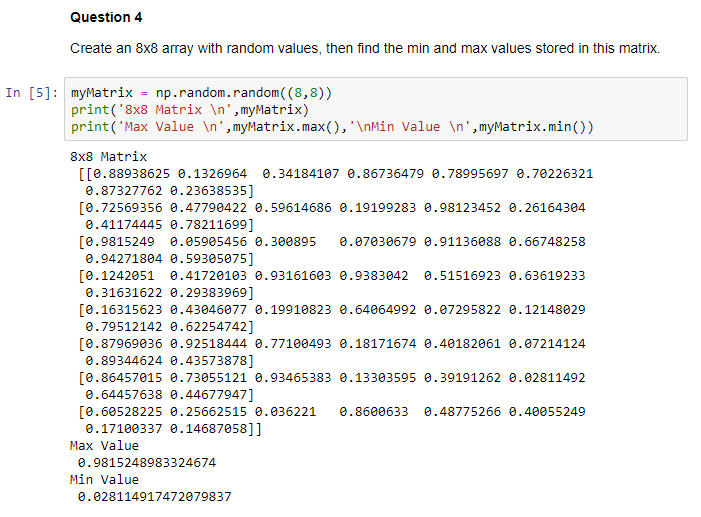 Question 4
Create an 8x8 array with random values, then find the min and max values stored in this matrix.
In [5]: myMatrix = np.random.random((8,8))
print('8x8 Matrix \n',myMatrix)
print('Max Value \n',myMatrix.max(),'\nMin Value \n',myMatrix.min())
8x8 Matrix
[[0.88938625 0.1326964  0.34184107 0.86736479 0.78995697 0.70226321
0.87327762 0.23638535]
[0.72569356 0.47790422 0.59614686 0.19199283 0.98123452 0.26164304
0.41174445 0.78211699]
[0.9815249  0.05905456 0.300895   0.07030679 0.91136088 0.66748258
0.94271804 0.59305075]
[0.1242051  0.41720103 0.93161603 0.9383042  0.51516923 0.63619233
0.31631622 0.29383969]
[0.16315623 0.43046077 0.19910823 0.64064992 0.07295822 0.12148029
0.79512142 0.62254742]
[0.87969036 0.92518444 0.77100493 0.18171674 0.40182061 0.07214124
0.89344624 0.43573878]
[0.86457015 0.73055121 0.93465383 0.13303595 0.39191262 0.02811492
0.64457638 0.44677947]
[0.60528225 0.25662515 0.036221   0.8600633  0.48775266 0.40055249
0.17100337 0.14687058]]
Max Value
0.9815248983324674
Min Value
0.028114917472079837